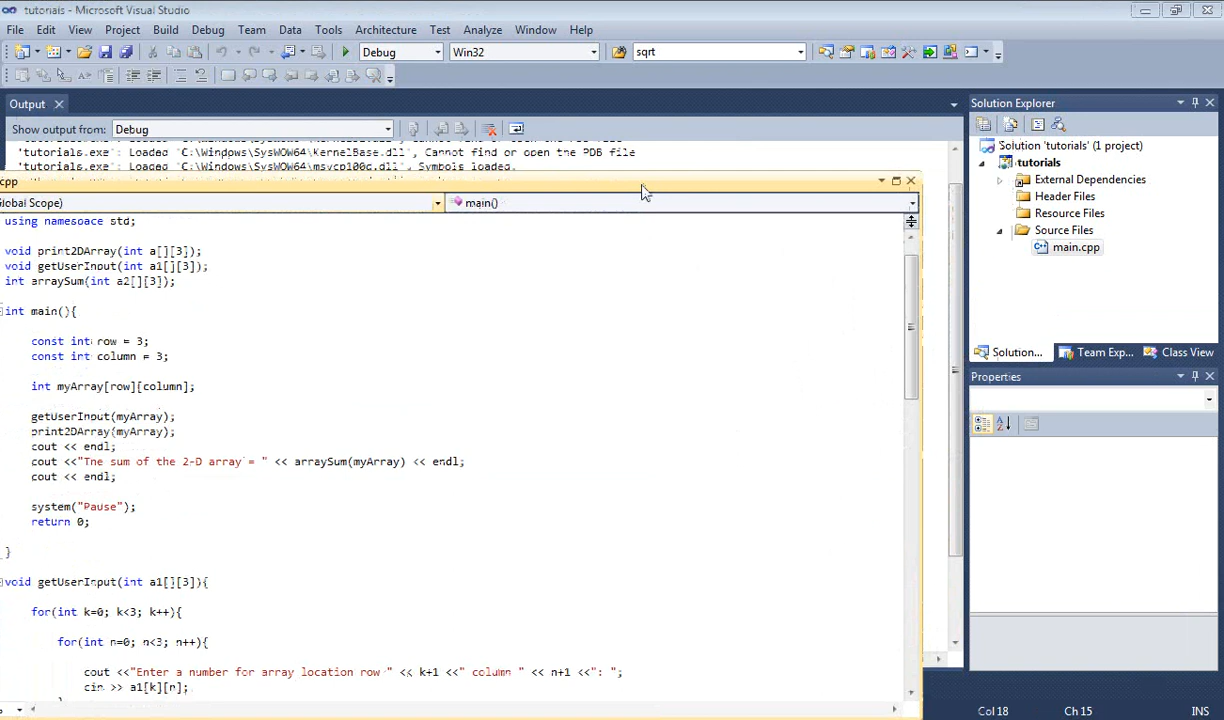 tutorials - Microsoft Visual Studio
File Edit View Project Build Debug Team Data Tools Architecture Test Analyze Window Help
Debug Win32 sqrt
Output
Show output from: Debug
'tutorials.exe': Loaded 'C:\Windows\SysWOW64\KernelBase.dll', Cannot find or open the PDB file
'tutorials.exe': Loaded 'C:\Windows\SysWOW64\msvcp100d.dll', Symbols loaded.
cpp
Global Scope) main()
using namespace std;
void print2DArray(int a[][3]);
void getUserInput(int a1[][3]);
int arraySum(int a2[][3]);
int main(){
const int row = 3;
const int column = 3;
int myArray[row][column];
getUserInput(myArray);
print2DArray(myArray);
cout << endl;
cout <<"The sum of the 2-D array = " << arraySum(myArray) << endl;
cout << endl;
system("Pause");
return 0;
}
void getUserInput(int a1[][3]){
for(int k=0; k<3; k++){
for(int n=0; n<3; n++){
cout <<"Enter a number for array location row " << k+1 <<" column " << n+1 <<": ";
cin >> a1[k][n];
Solution Explorer
Solution 'tutorials' (1 project)
tutorials
External Dependencies
Header Files
Resource Files
Source Files
main.cpp
Solution... Team Exp... Class View
Properties
Col 18 Ch 15 INS